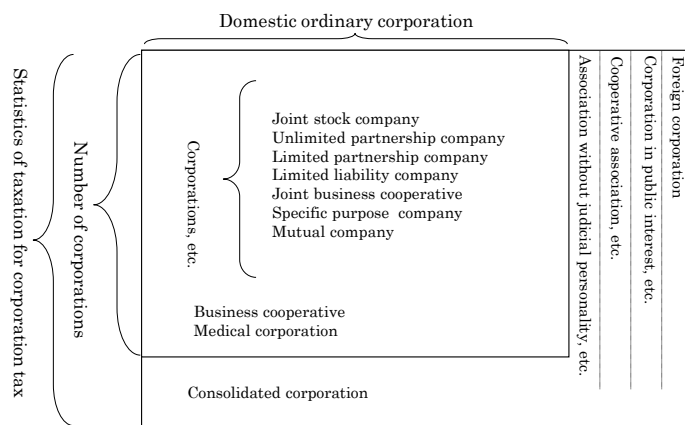 Domestic ordinary corporation
Statistics of taxation for corporation tax
Number of corporations
Corporations, etc.
Joint stock company
Unlimited partnership company
Limited partnership company
Limited liability company
Joint business cooperative
Specific purpose company
Mutual company
Business cooperative
Medical corporation
Consolidated corporation
Association without judicial personality, etc.
Cooperative association, etc.
Corporation in public interest, etc.
Foreign corporation